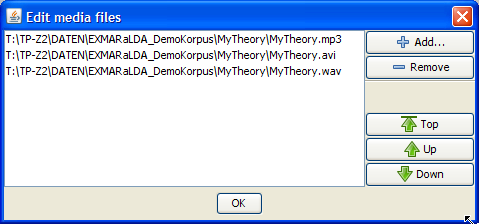 Edit media files
T:\TP-Z2\DATEN\EXMARaLDA_DemoKorpus\MyTheory\MyTheory.mp3
T:\TP-Z2\DATEN\EXMARaLDA_DemoKorpus\MyTheory\MyTheory.avi
T:\TP-Z2\DATEN\EXMARaLDA_DemoKorpus\MyTheory\MyTheory.wav
Add...
Remove
Top
Up
Down
OK